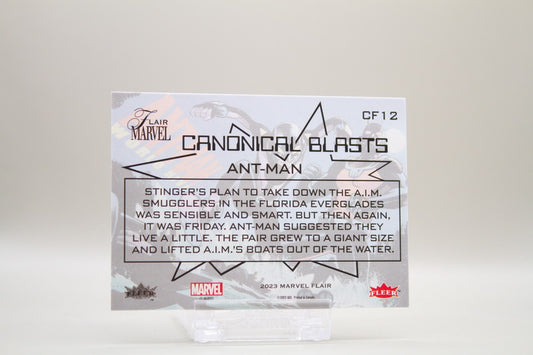 FLAIR
MARVEL
CF12
CANONICAL BLASTS
ANT-MAN
STINGER'S PLAN TO TAKE DOWN THE A.I.M.
SMUGGLERS IN THE FLORIDA EVERGLADES
WAS SENSIBLE AND SMART. BUT THEN AGAIN,
IT WAS FRIDAY. ANT-MAN SUGGESTED THEY
LIVE A LITTLE. THE PAIR GREW TO A GIANT SIZE
AND LIFTED A.I.M.'S BOATS OUT OF THE WATER.
FLEER
MARVEL
2023 MARVEL FLAIR
FLEER